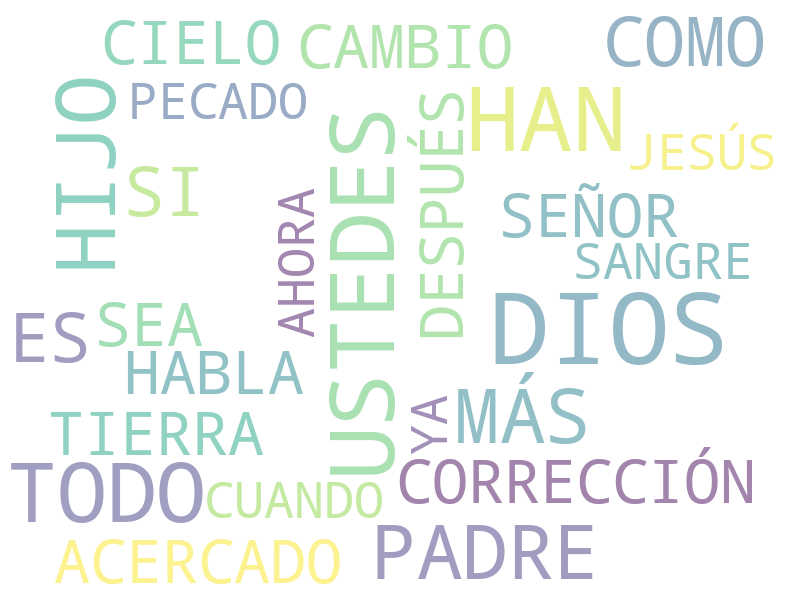 CIELO
CAMBIO
COMO
HIJO
PECADO
HAN
JESÚS
SI
USTEDES
DESPUÉS
AHORA
SEÑOR
SANGRE
ES
SEA
DIOS
HABLA
MÁS
YA
TIERRA
TODO
CUANDO
CORRECCIÓN
ACERCADO
PADRE